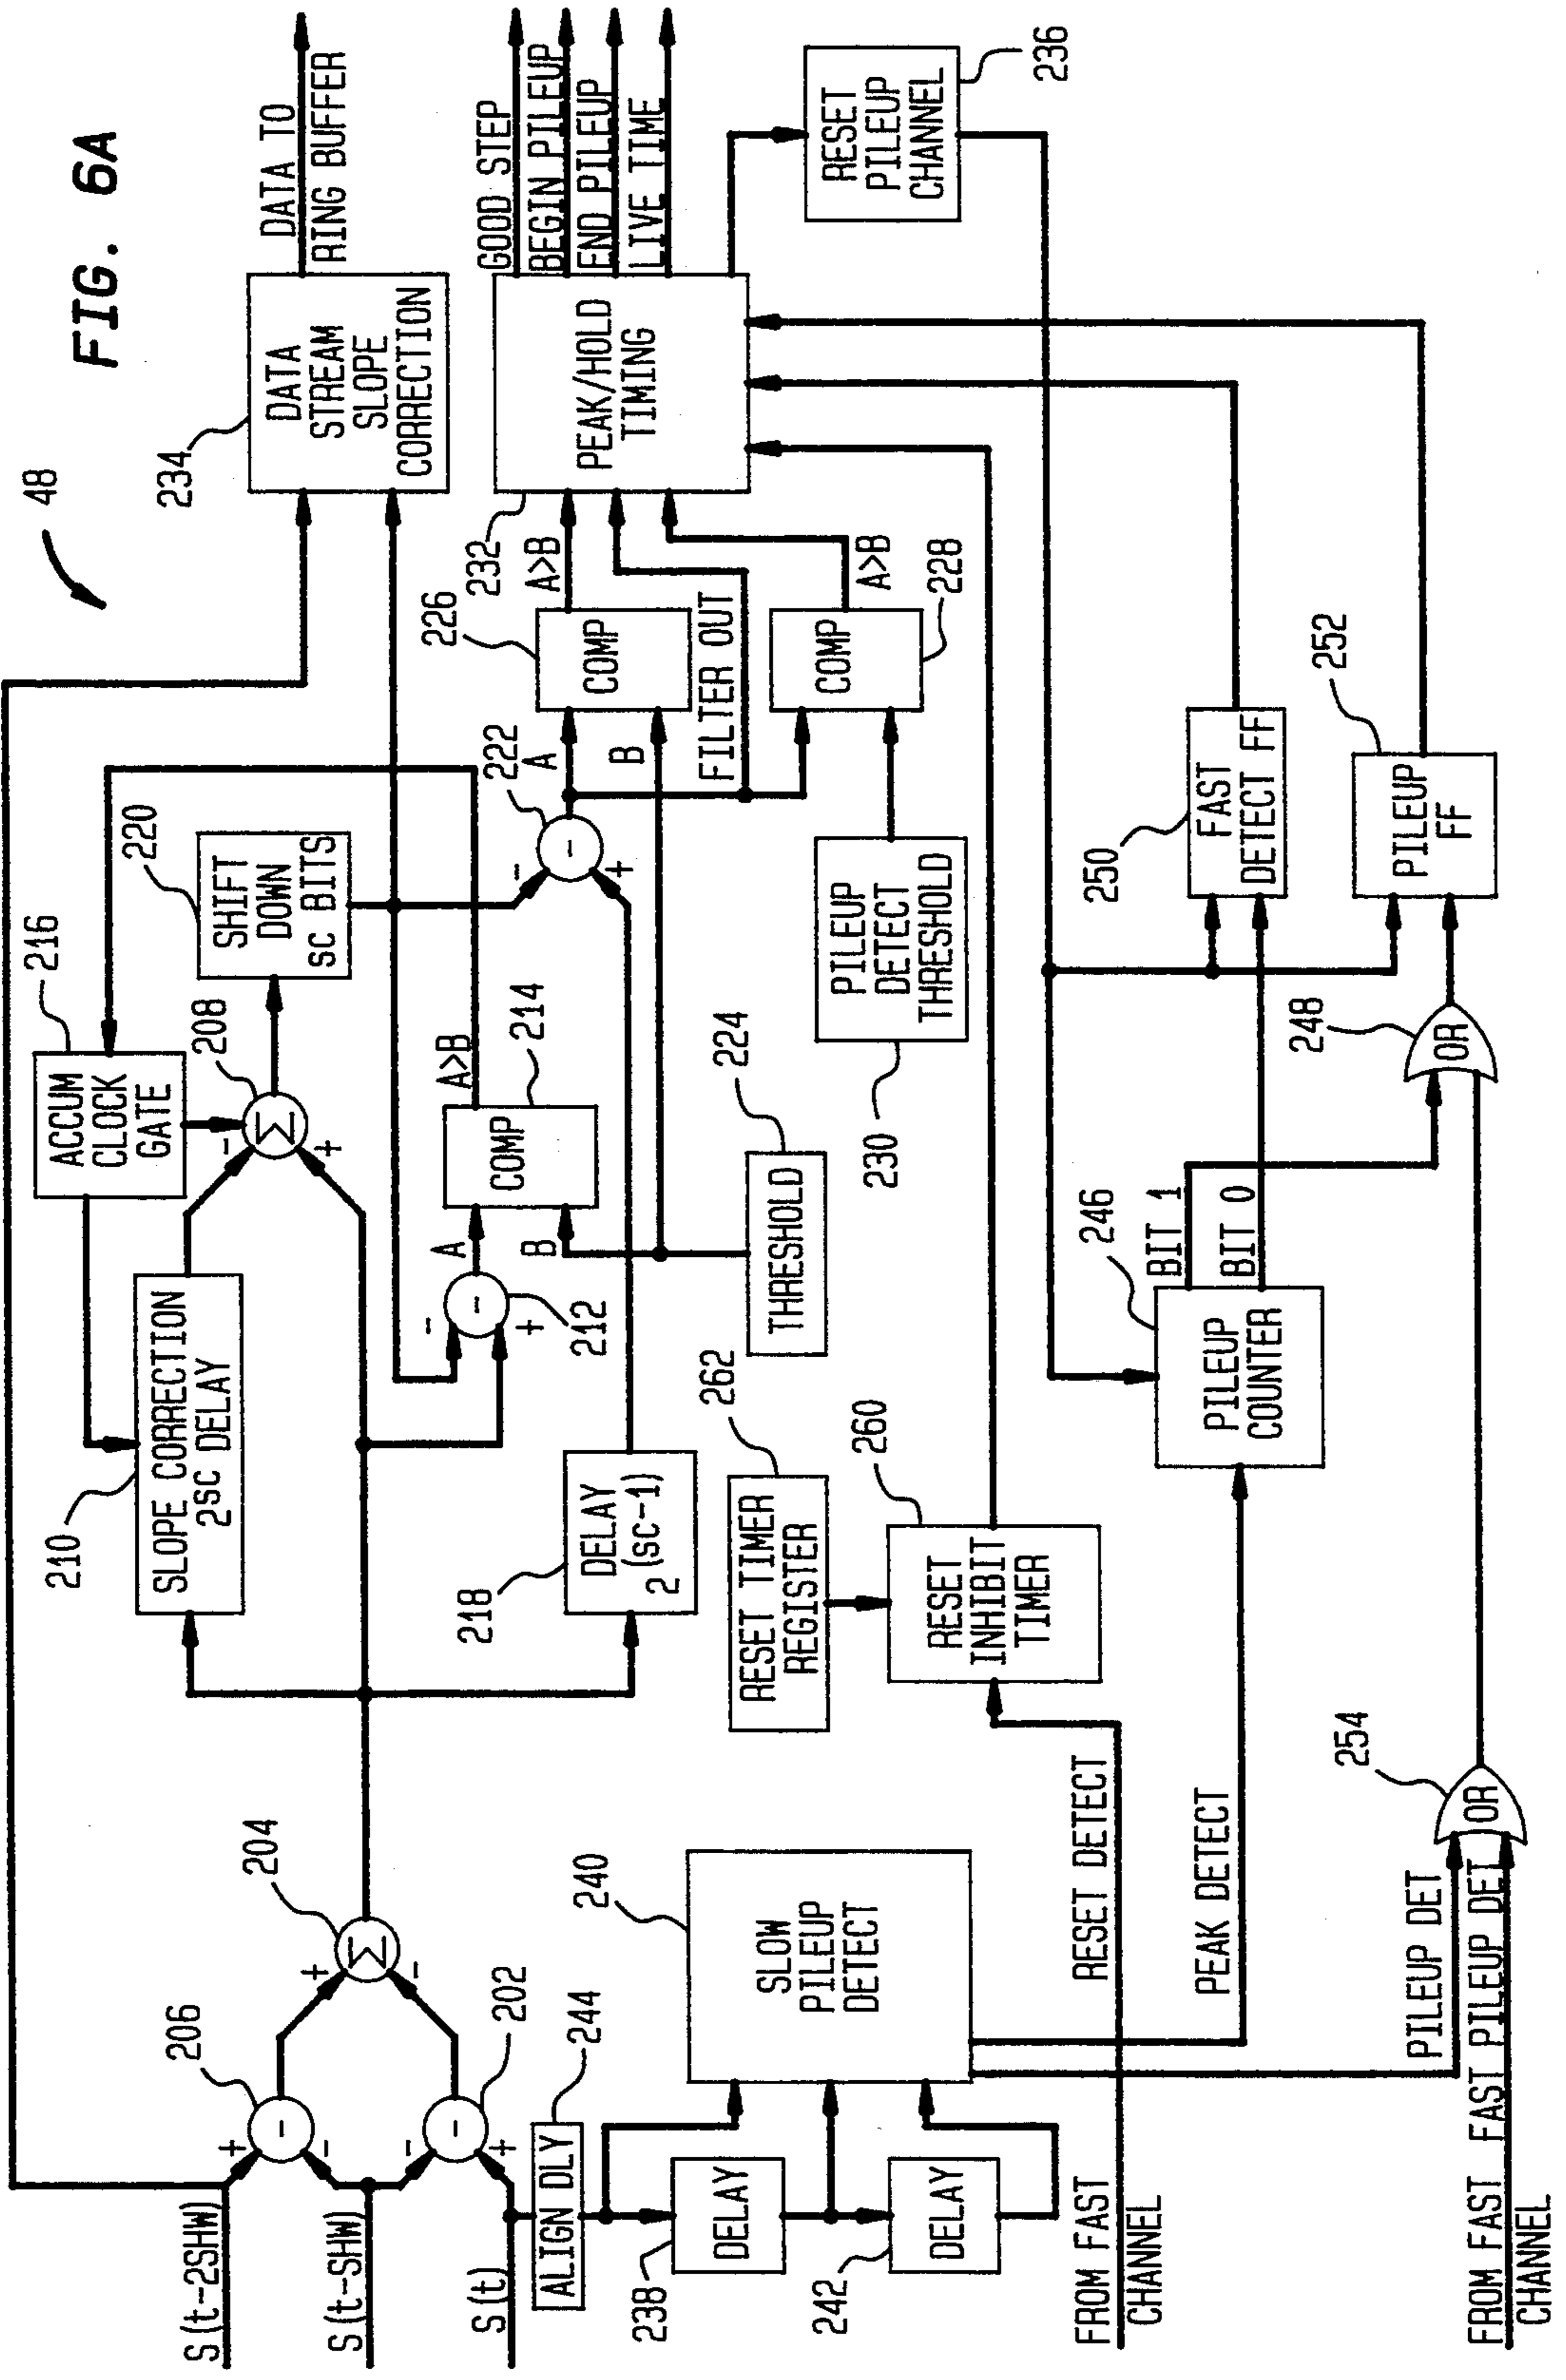 FIG. 6A
48
S(t-2SHW)
S(t-SHW)
S(t)
+
-
206
-
-
-
202
+
+
204
Σ
-
ALIGN DLY
244
DELAY
238
DELAY
242
240
SLOW
PILEUP
DETECT
210
SLOPE CORRECTION
2SC DELAY
216
ACCUM
CLOCK
GATE
208
-
Σ
+
220
SHIFT
DOWN
SC BITS
234
DATA
STREAM
SLOPE
CORRECTION
DATA TO
RING BUFFER
218
DELAY
2(SC-1)
-
-
+
212
A
B
COMP
214
A>B
THRESHOLD
224
-
-
+
222
A
B
COMP
226
A>B
FILTER OUT
COMP
228
A>B
PILEUP
DETECT
THRESHOLD
230
232
PEAK/HOLD
TIMING
GOOD STEP
BEGIN PILEUP
END PILEUP
LIVE TIME
RESET
PILEUP
CHANNEL
236
RESET TIMER
REGISTER
262
RESET
INHIBIT
TIMER
260
FROM FAST
CHANNEL
RESET DETECT
PEAK DETECT
PILEUP
COUNTER
246
BIT 1
BIT 0
248
OR
250
FAST
DETECT FF
252
PILEUP
FF
254
OR
PILEUP DET
FROM FAST FAST PILEUP DET
CHANNEL